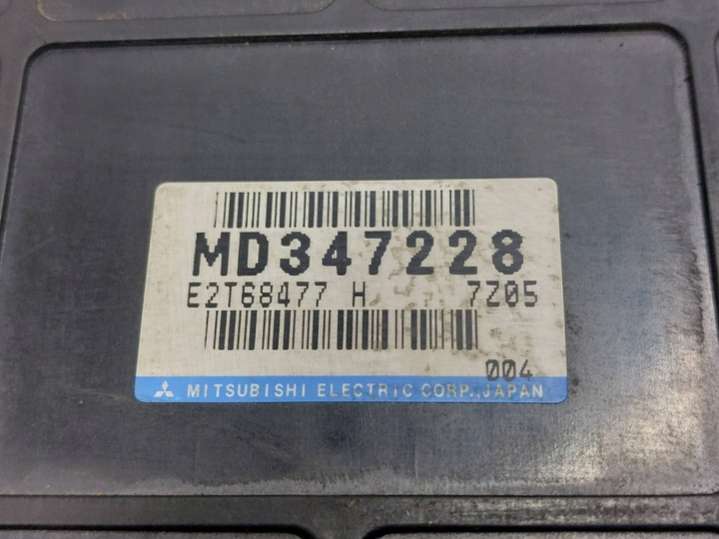 MD347228
E2T68477 H 7Z05
004
MITSUBISHI ELECTRIC CORP.,JAPAN